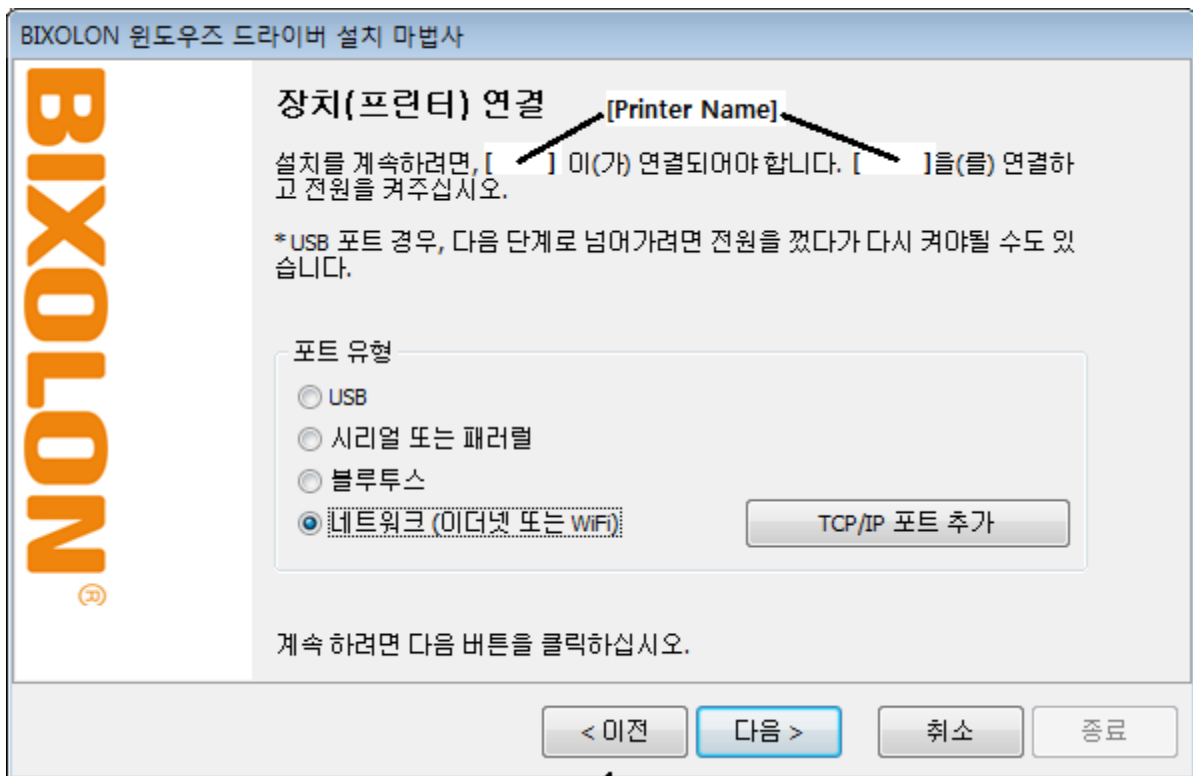 BIXOLON 윈도우즈 드라이버 설치 마법사
BIXOLON®
장치(프린터) 연결
[Printer Name]
설치를 계속하려면, [ ] 이(가) 연결되어야 합니다. [ ]을(를) 연결하
고 전원을 켜주십시오.
*USB 포트 경우, 다음 단계로 넘어가려면 전원을 껐다가 다시 켜야될 수도 있
습니다.
포트 유형
USB
시리얼 또는 패러럴
블루투스
네트워크 (이더넷 또는 WiFi)
TCP/IP 포트 추가
계속 하려면 다음 버튼을 클릭하십시오.
< 이전
다음 >
취소
종료